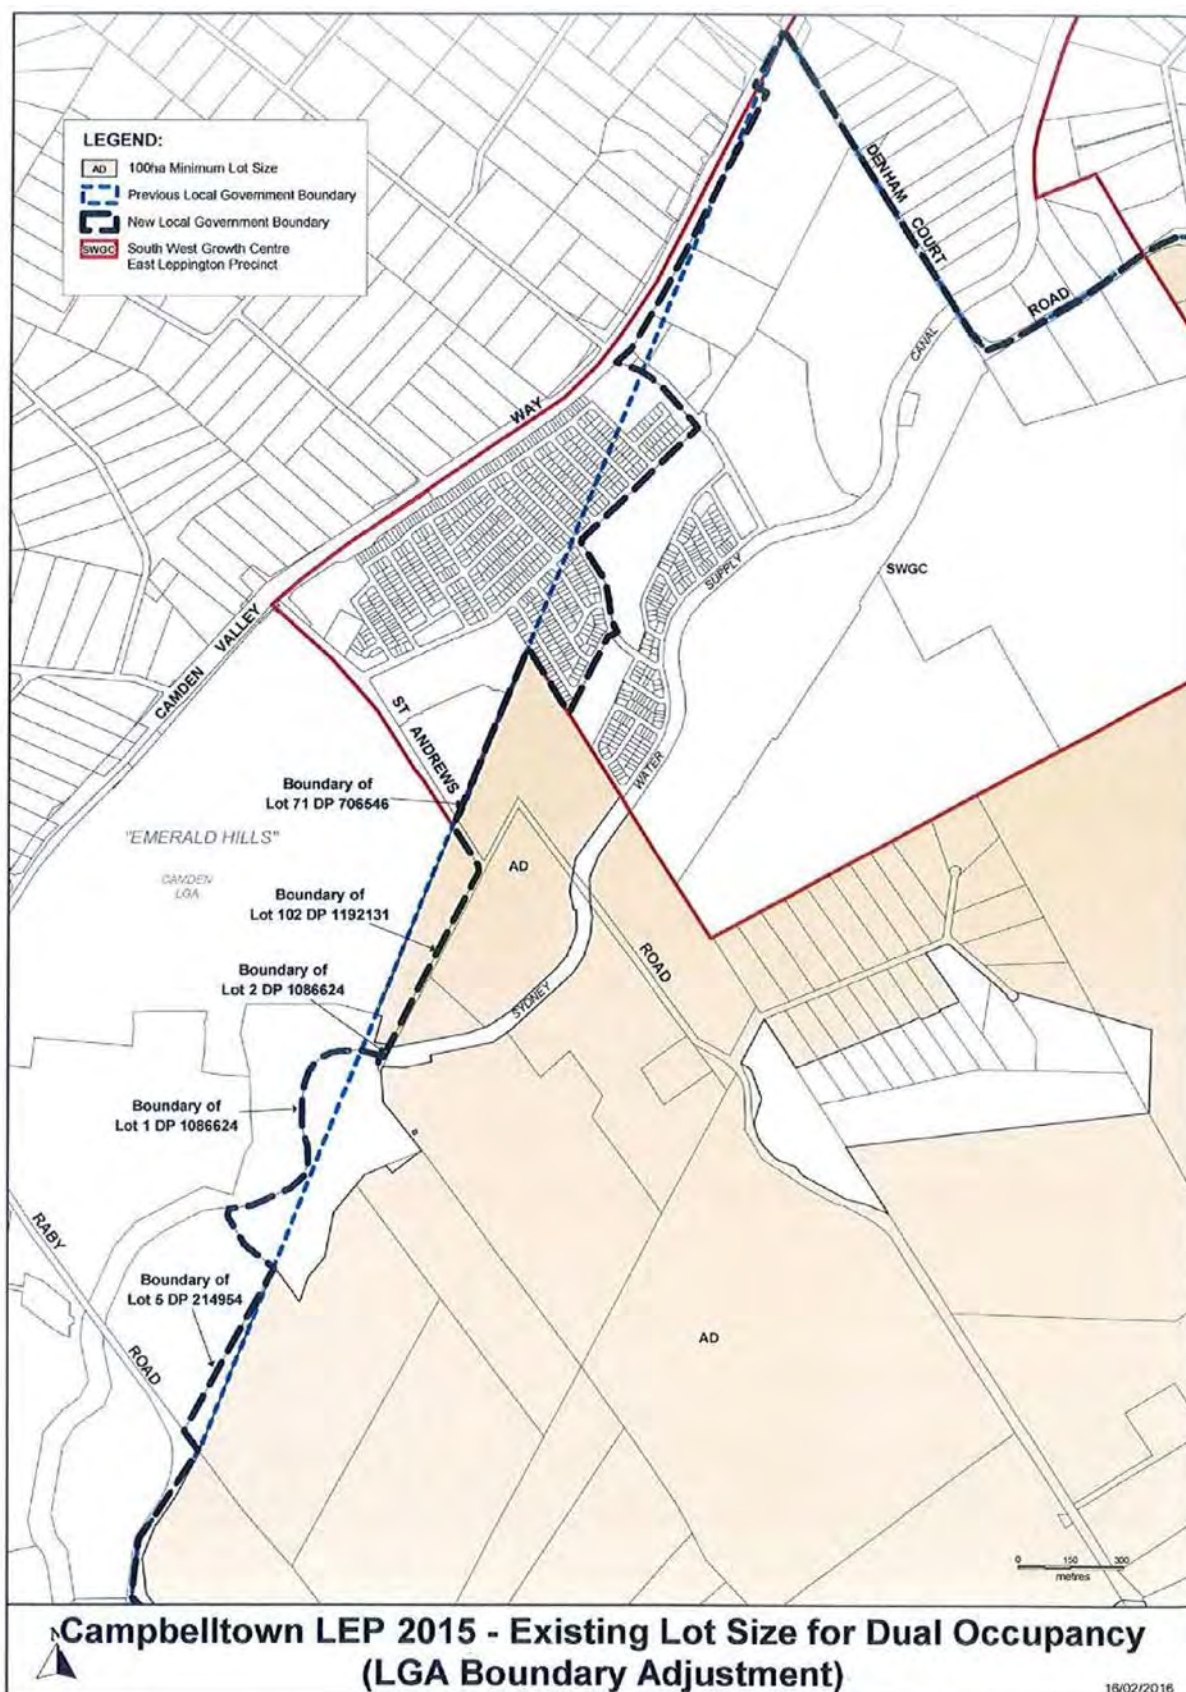 LEGEND:
AD 100ha Minimum Lot Size
Previous Local Government Boundary
New Local Government Boundary
SWGC South West Growth Centre
East Leppington Precinct
DENHAM COURT
ROAD
CANAL
WAY
SUPPLY
SWGC
CAMDEN VALLEY
ST ANDREWS
WATER
Boundary of
Lot 71 DP 706546
"EMERALD HILLS"
CAMDEN
LGA
AD
Boundary of
Lot 102 DP 1192131
ROAD
Boundary of
Lot 2 DP 1086624
SYDNEY
Boundary of
Lot 1 DP 1086624
RABY
ROAD
Boundary of
Lot 5 DP 214954
AD
0 150 300
metres
N
Campbelltown LEP 2015 - Existing Lot Size for Dual Occupancy
(LGA Boundary Adjustment)
16/02/2016